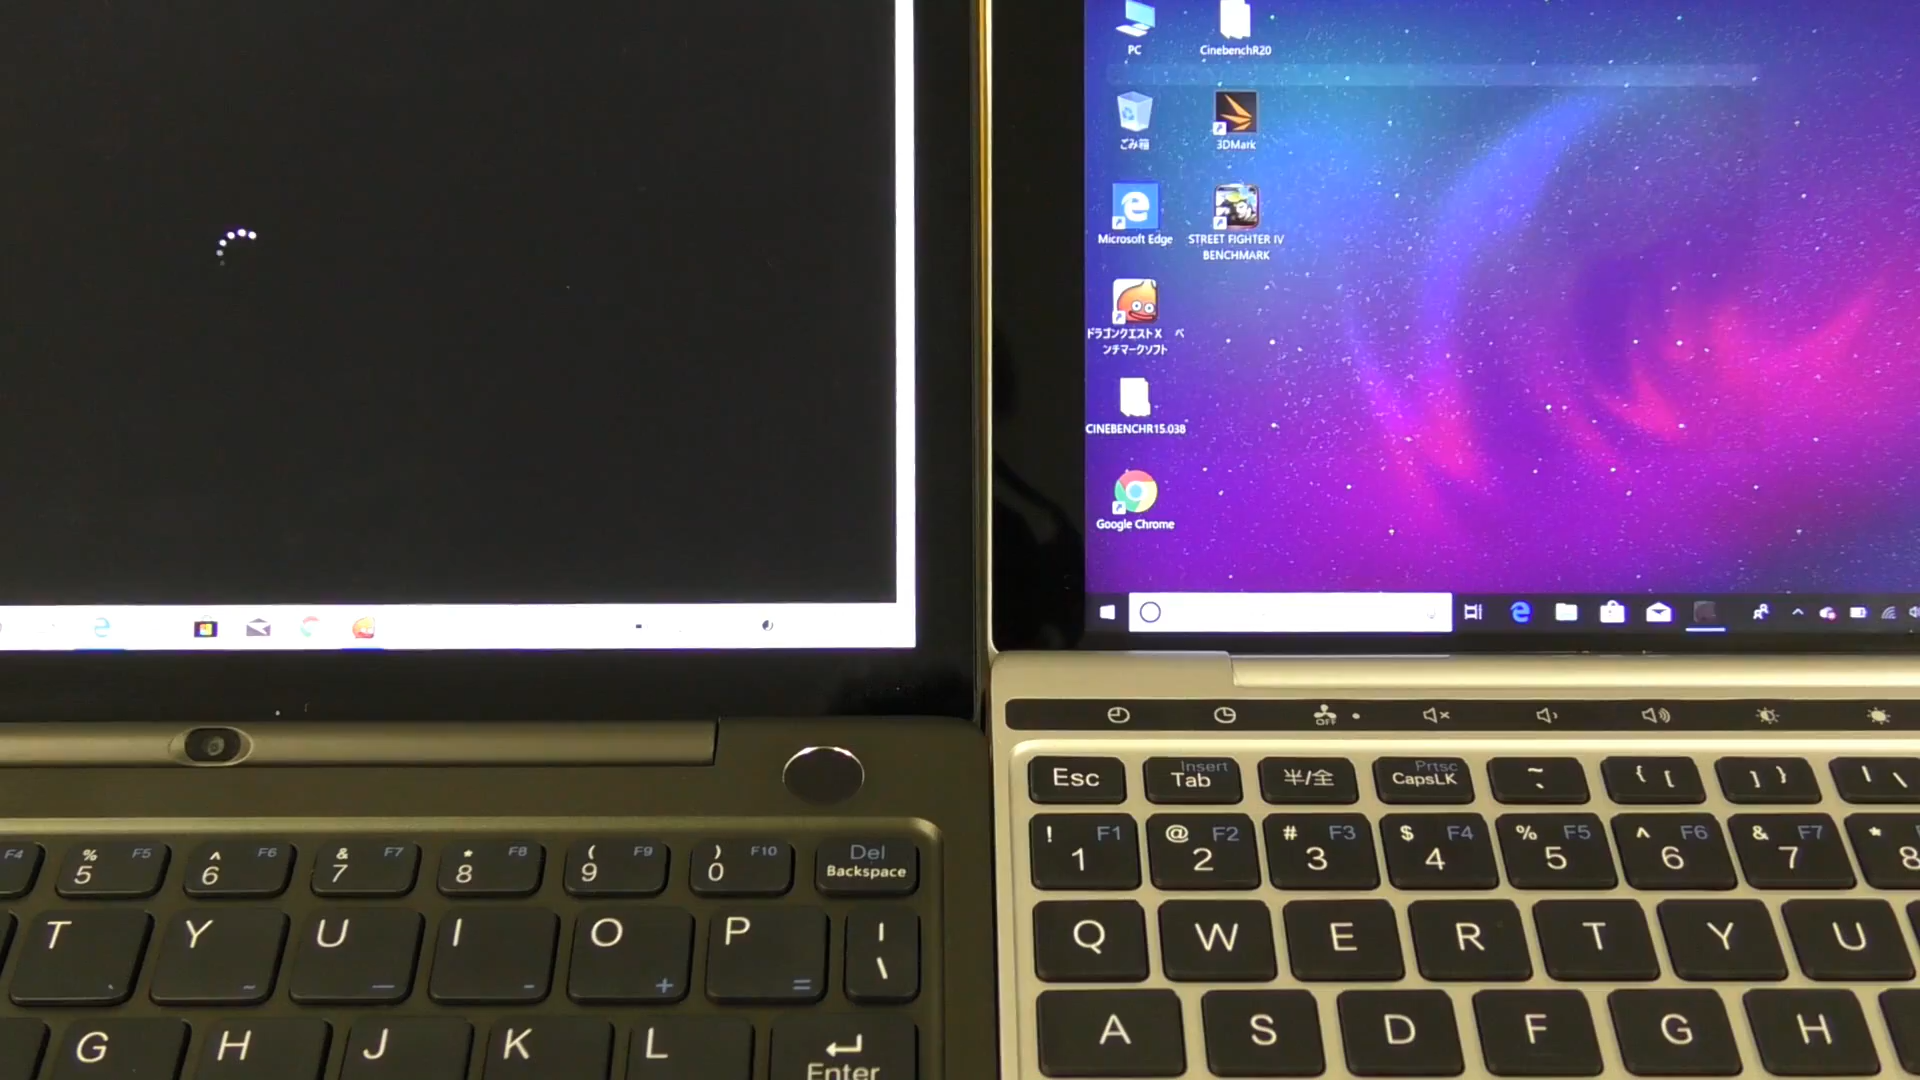 PC
CinebenchR20
ごみ箱
3DMark
Microsoft Edge
STREET FIGHTER IV
BENCHMARK
ドラゴンクエストX ベ
ンチマークソフト
CINEBENCHR15.038
Google Chrome
OFF
Esc
Insert
Tab
半/全
Prtsc
CapsLK
~
{ [
] }
| \
! F1
1
@ F2
2
# F3
3
$ F4
4
% F5
5
^ F6
6
& F7
7
*
8
Q W E R T Y U
A S D F G H
F4
% F5
5
^ F6
6
& F7
7
* F8
8
( F9
9
) F10
0
Del
Backspace
T Y U I O P | \
+ =
G H J K L
Enter